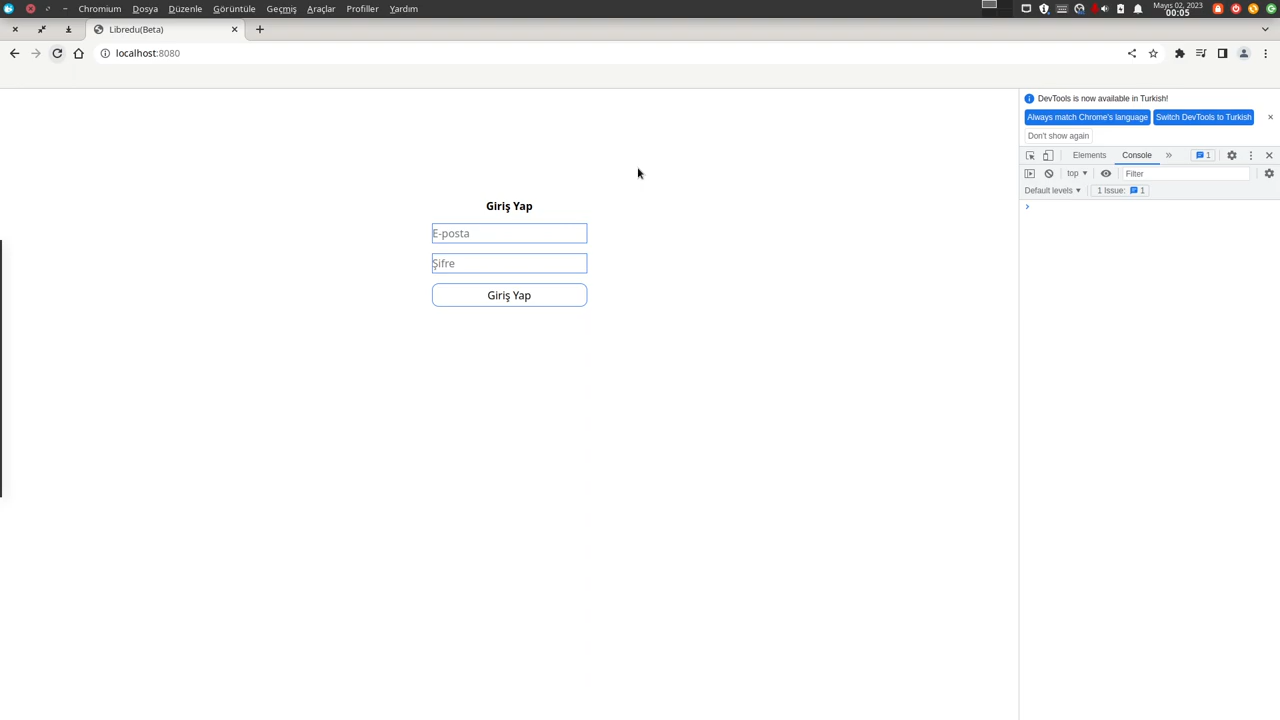 Chromium Dosya Düzenle Görüntüle Geçmiş Araçlar Profiller Yardım
Mayıs 02, 2023
00:05
Libredu(Beta)
localhost:8080
DevTools is now available in Turkish!
Always match Chrome's language Switch DevTools to Turkish
Don't show again
Elements Console 1
top Filter
Default levels 1 Issue: 1
Giriş Yap
E-posta
Şifre
Giriş Yap